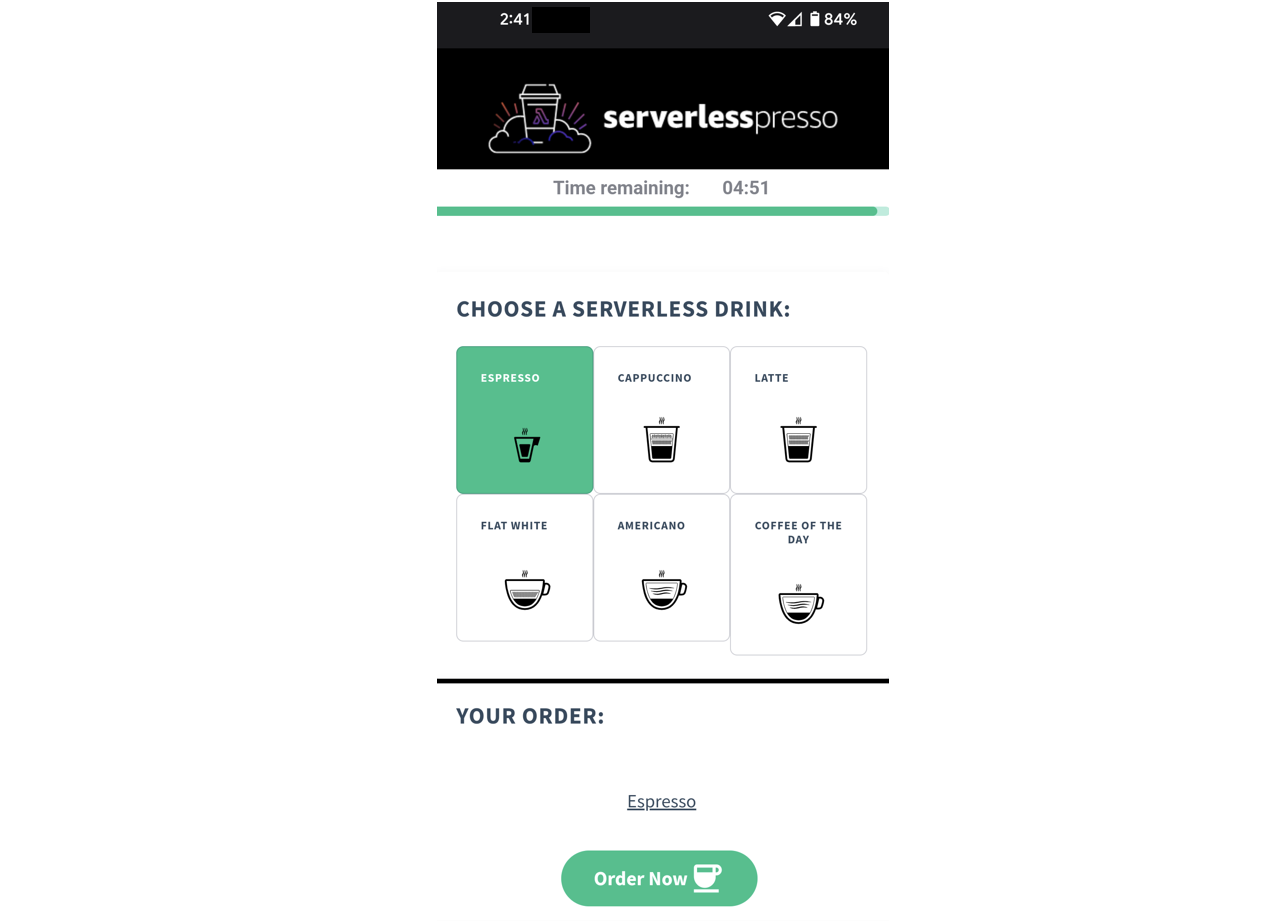 2:41 84%
serverlesspresso
Time remaining: 04:51
CHOOSE A SERVERLESS DRINK:
ESPRESSO CAPPUCCINO LATTE
FLAT WHITE AMERICANO COFFEE OF THE
DAY
YOUR ORDER:
Espresso
Order Now